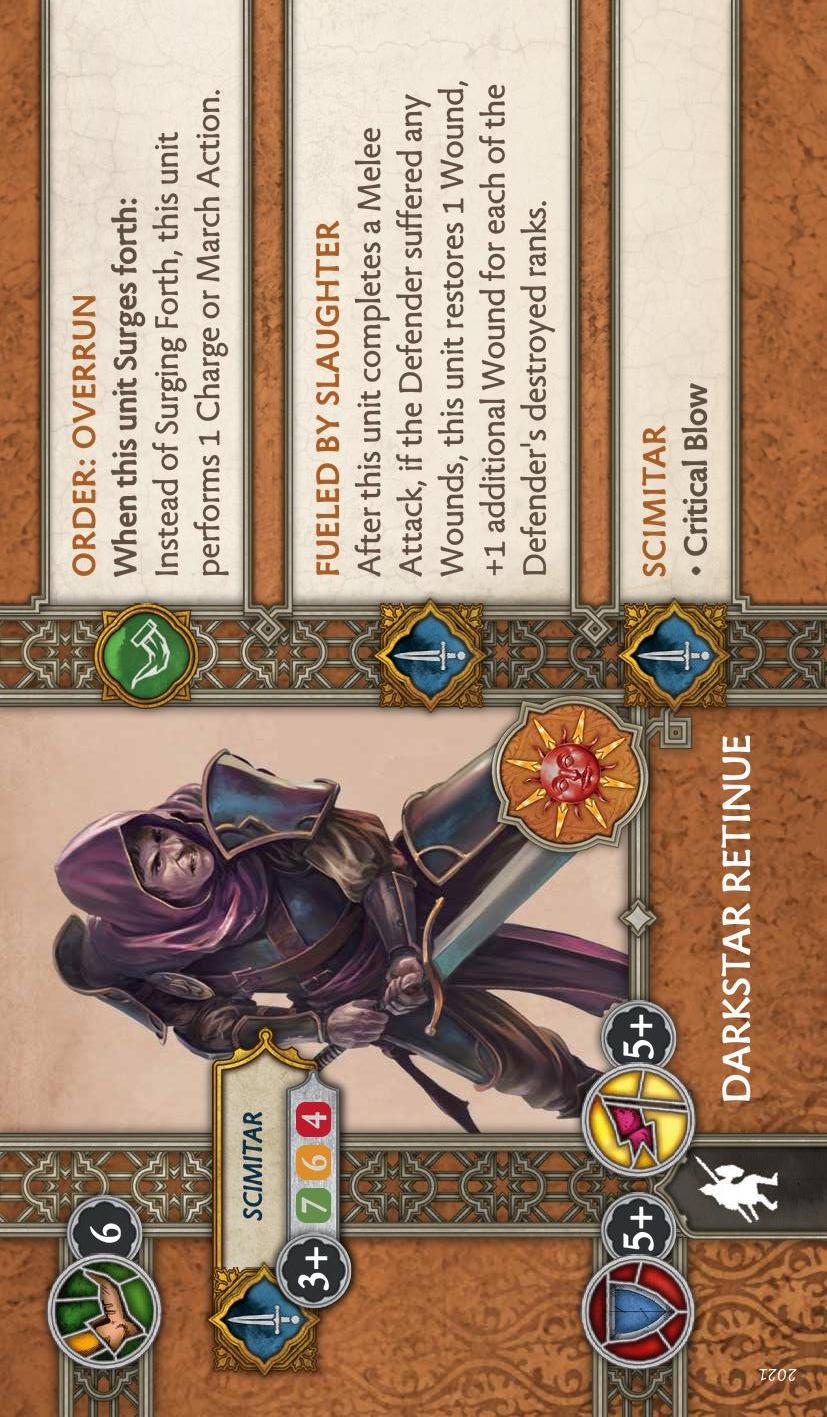 6
SCIMITAR
3+
7 6 4
5+
5+
DARKSTAR RETINUE
2021
ORDER: OVERRUN
When this unit Surges forth:
Instead of Surging Forth, this unit
performs 1 Charge or March Action.
FUELED BY SLAUGHTER
After this unit completes a Melee
Attack, if the Defender suffered any
Wounds, this unit restores 1 Wound,
+1 additional Wound for each of the
Defender's destroyed ranks.
SCIMITAR
• Critical Blow